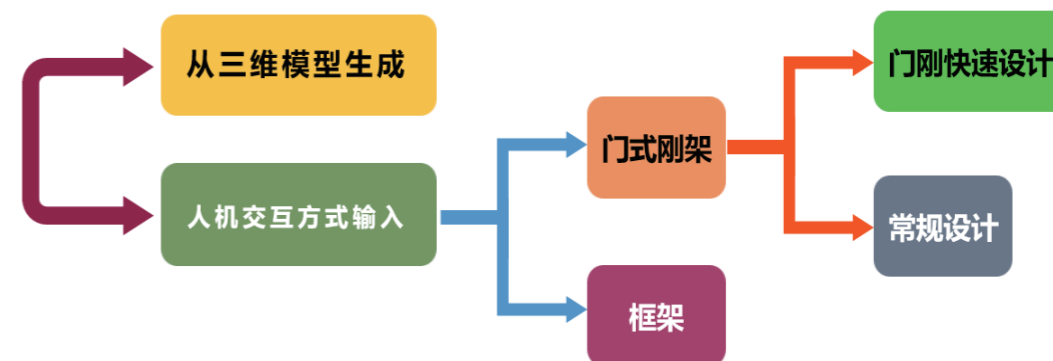 从三维模型生成
人机交互方式输入
门式刚架
框架
门刚快速设计
常规设计